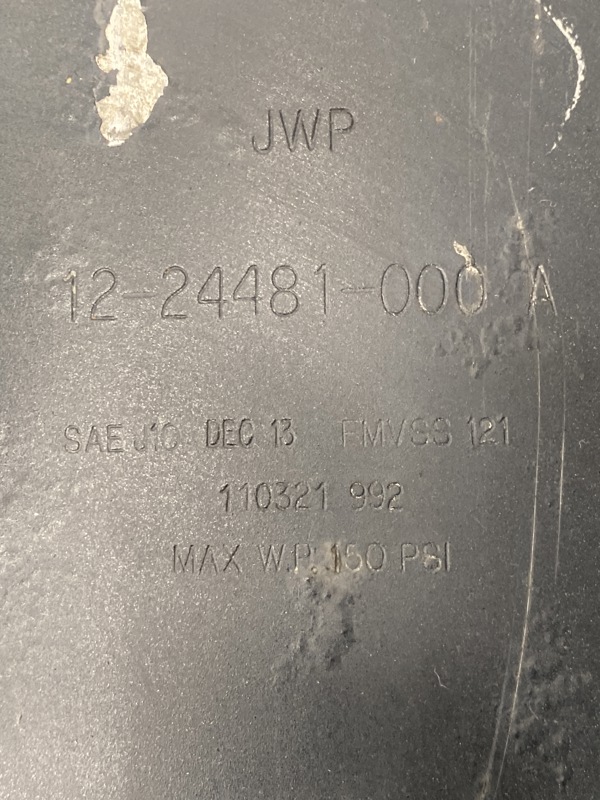 JWP
12-24481-000 A
SAE J10 DEC 13 FMVSS 121
110321 992
MAX W.P. 150 PSI